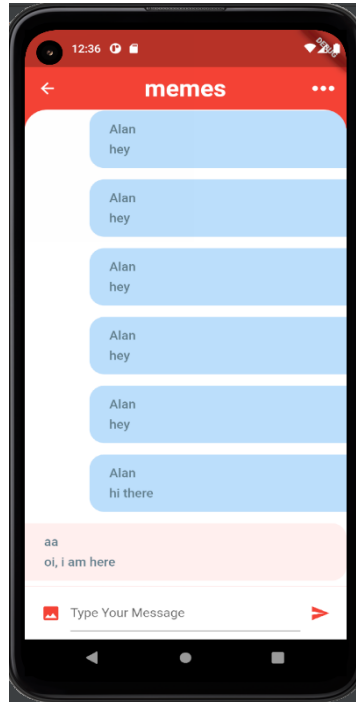 12:36
DEBUG
memes
Alan
hey
Alan
hey
Alan
hey
Alan
hey
Alan
hey
Alan
hi there
aa
oi, i am here
Type Your Message